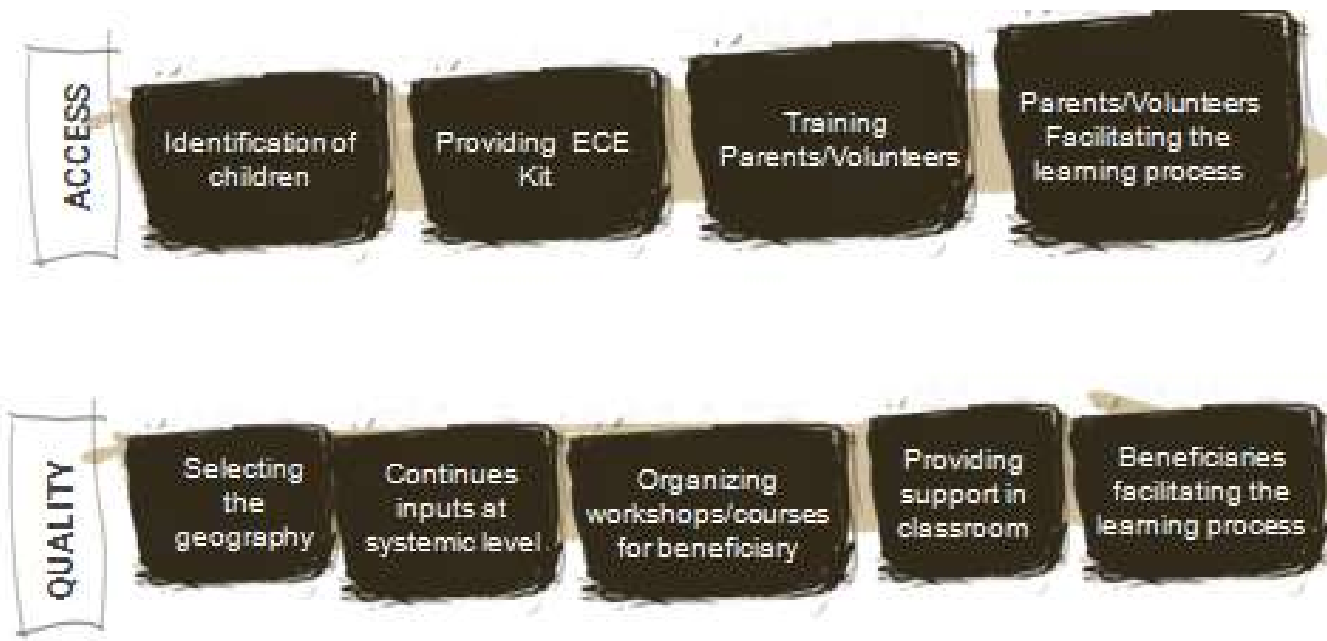 ACCESS
Identification of
children
Providing ECE
Kit
Training
Parents/Volunteers
Parents/Volunteers
Facilitating the
learning process
QUALITY
Selecting
the
geography
Continues
inputs at
systemic level
Organizing
workshops/courses
for beneficiary
Providing
support in
classroom
Beneficiaries
facilitating the
learning process